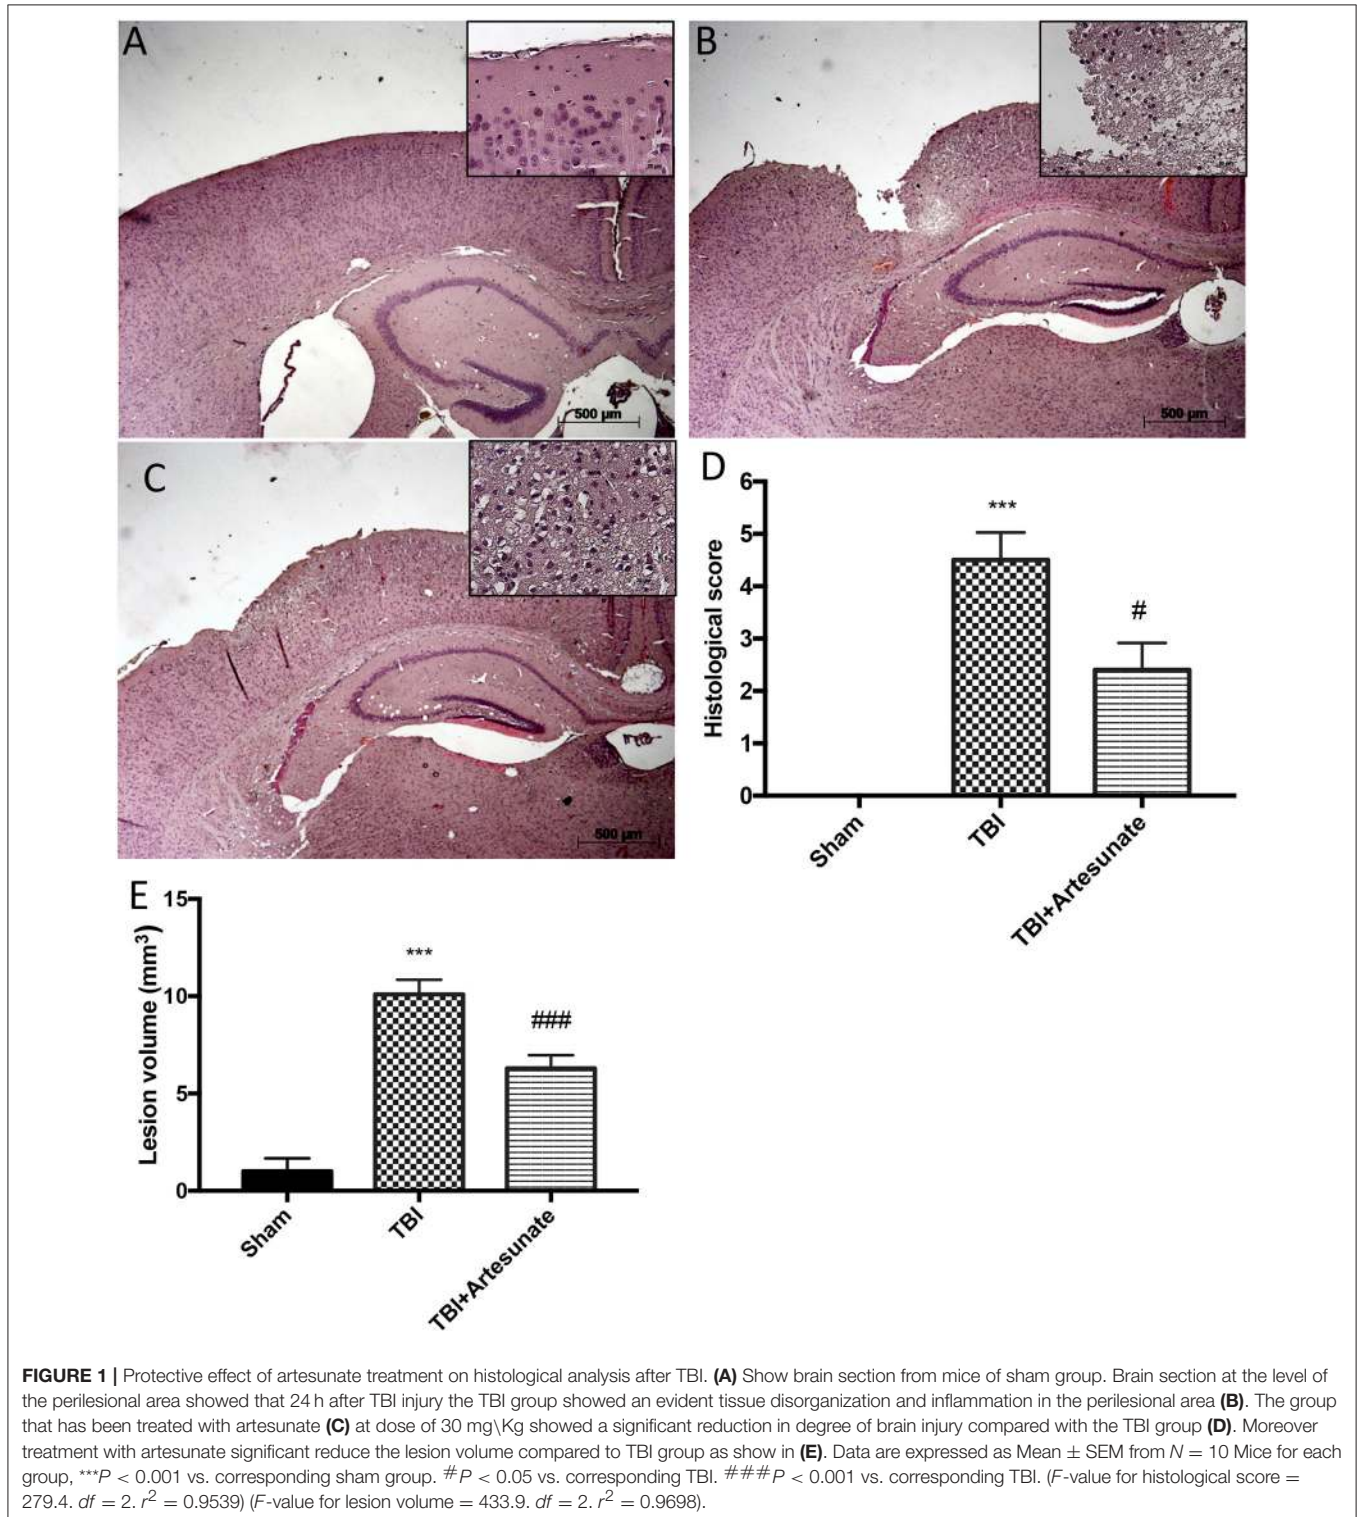 A
B
500 µm
500 µm
C
500 µm
D
6
5
4
3
2
1
0
Histological score
***
#
Sham
TBI
TBI+Artesunate
E
15
10
5
0
Lesion volume (mm³)
***
###
Sham
TBI
TBI+Artesunate
FIGURE 1 | Protective effect of artesunate treatment on histological analysis after TBI. (A) Show brain section from mice of sham group. Brain section at the level of
the perilesional area showed that 24 h after TBI injury the TBI group showed an evident tissue disorganization and inflammation in the perilesional area (B). The group
that has been treated with artesunate (C) at dose of 30 mg\Kg showed a significant reduction in degree of brain injury compared with the TBI group (D). Moreover
treatment with artesunate significant reduce the lesion volume compared to TBI group as show in (E). Data are expressed as Mean ± SEM from N = 10 Mice for each
group, ***P < 0.001 vs. corresponding sham group. #P < 0.05 vs. corresponding TBI. ###P < 0.001 vs. corresponding TBI. (F-value for histological score =
279.4. df = 2. r² = 0.9539) (F-value for lesion volume = 433.9. df = 2. r² = 0.9698).